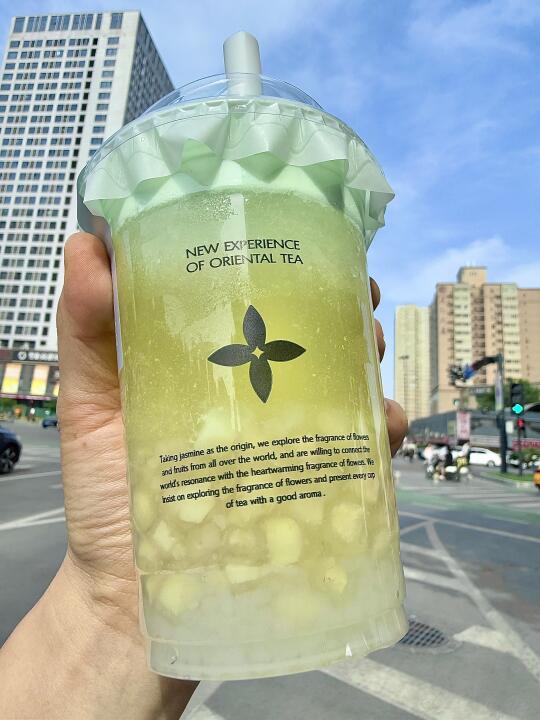 NEW EXPERIENCE
OF ORIENTAL TEA
Taking jasmine as the origin, we explore the fragrance of flowers
and fruits from all over the world, and are willing to connect the
world's resonance with the heartwarming fragrance of flowers. We
insist on exploring the fragrance of flowers and present every cup
of tea with a good aroma.